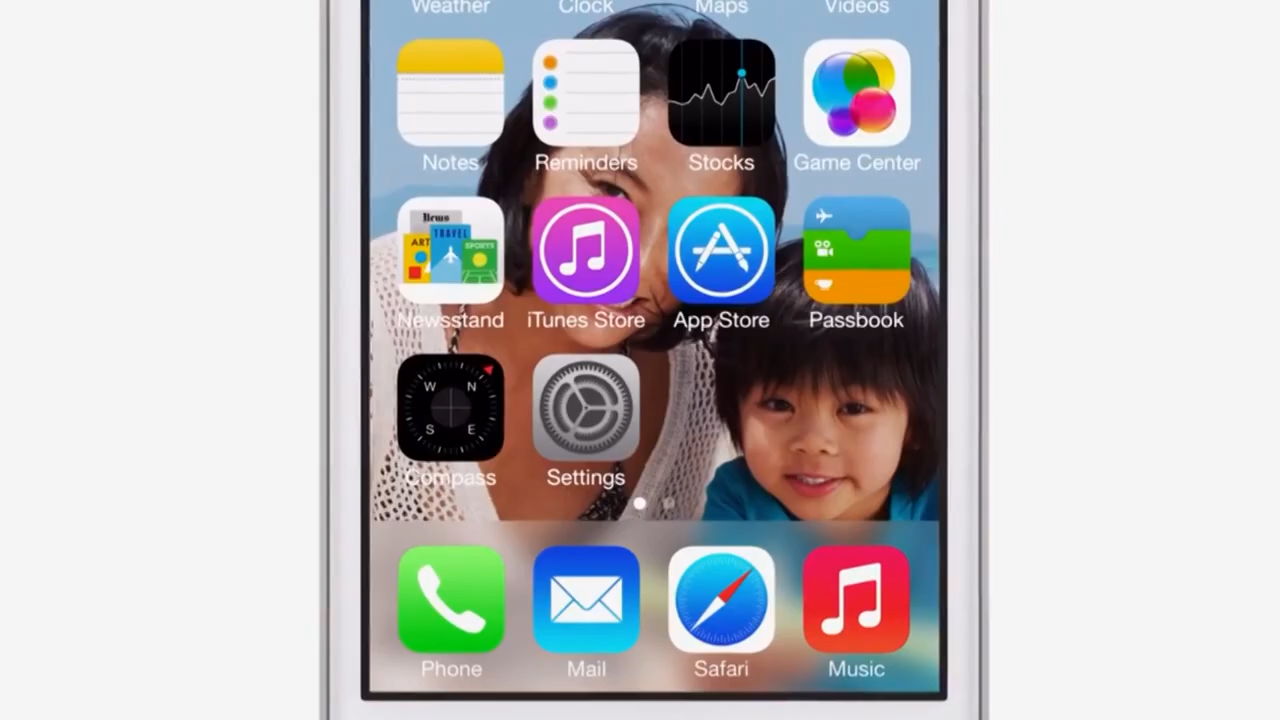 Weather Clock Maps Videos
Notes Reminders Stocks Game Center
News
TRAVEL
ART
SPORTS
Newsstand iTunes Store App Store Passbook
W N
S E
Compass Settings
Phone Mail Safari Music